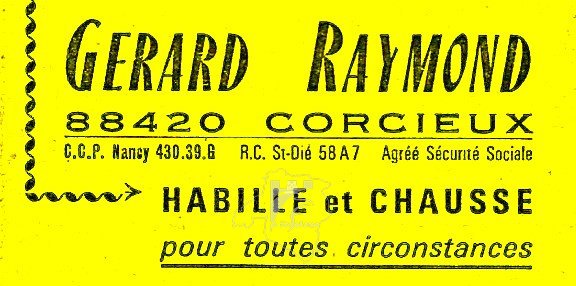 GERARD RAYMOND
88420 CORCIEUX
C.C.P. Nancy 430.39.G R.C. St-Dié 58 A 7 Agréé Sécurité Sociale
HABILLE et CHAUSSE
pour toutes circonstances